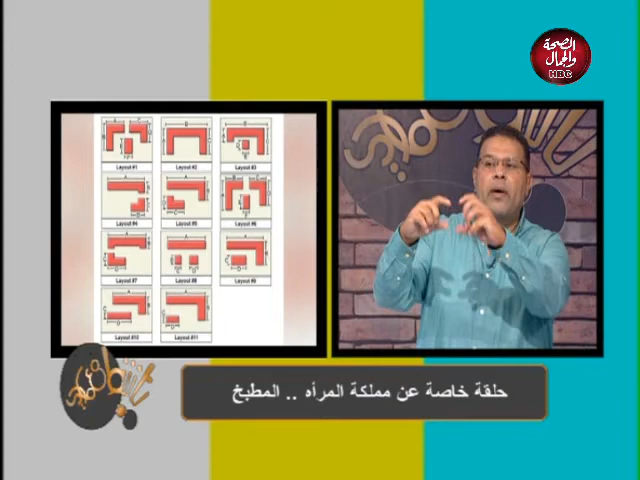 الصحة
والجمال
HBC
Layout #1
Layout #2
Layout #3
Layout #4
Layout #5
Layout #6
Layout #7
Layout #8
Layout #9
Layout #10
Layout #11
حلقة خاصة عن مملكة المرأه .. المطبخ